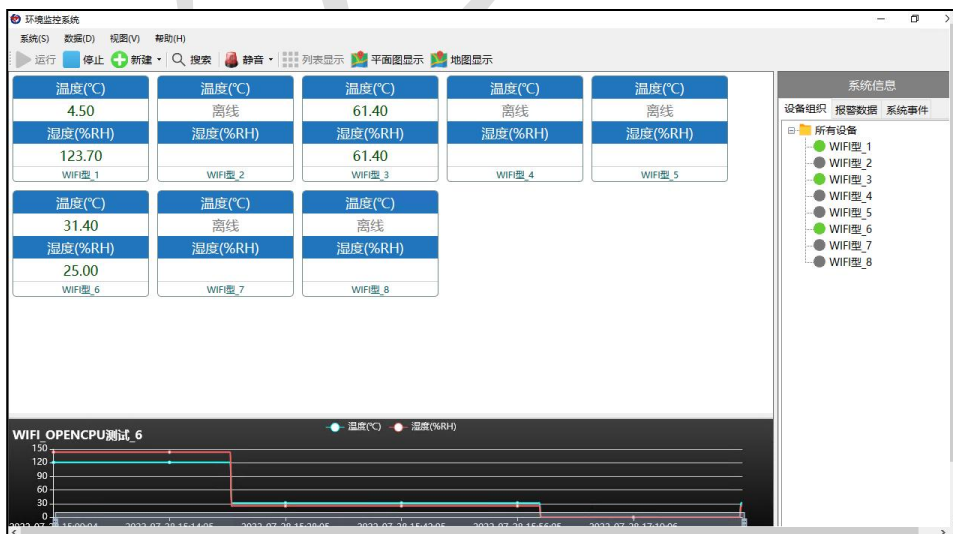 环境监控系统
系统(S) 数据(D) 视图(V) 帮助(H)
运行 停止 新建 搜索 静音 列表显示 平面图显示 地图显示
温度(℃) 温度(℃) 温度(℃) 温度(℃) 温度(℃)
4.50 离线 61.40 离线 离线
湿度(%RH) 湿度(%RH) 湿度(%RH) 湿度(%RH) 湿度(%RH)
123.70 61.40
WIFI型_1 WIFI型_2 WIFI型_3 WIFI型_4 WIFI型_5
温度(℃) 温度(℃) 温度(℃)
31.40 离线 离线
湿度(%RH) 湿度(%RH) 湿度(%RH)
25.00
WIFI型_6 WIFI型_7 WIFI型_8
系统信息
设备组织 报警数据 系统事件
所有设备
WIFI型_1
WIFI型_2
WIFI型_3
WIFI型_4
WIFI型_5
WIFI型_6
WIFI型_7
WIFI型_8
WIFI_OPENCPU测试_6
温度(℃) 湿度(%RH)
150
120
90
60
30
0